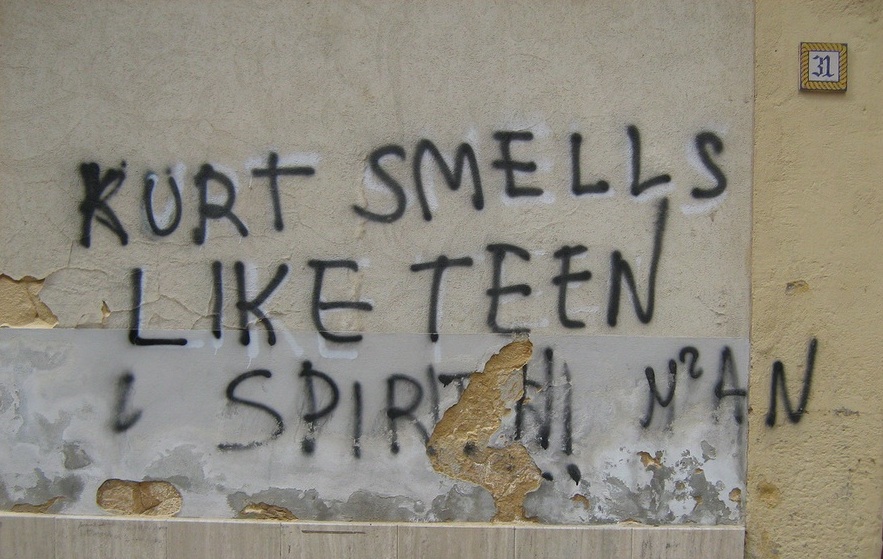 31
KURT SMELLS
LIKE TEEN
SPIRIT